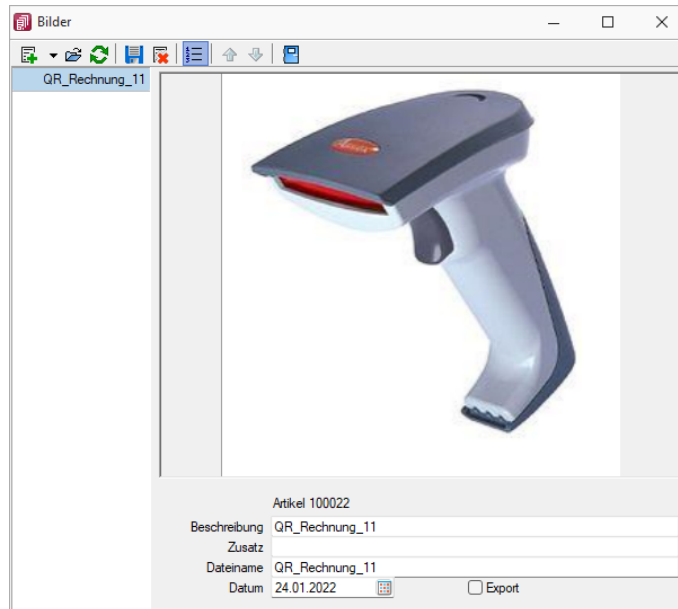 Bilder
QR_Rechnung_11
Artikel 100022
Beschreibung QR_Rechnung_11
Zusatz
Dateiname QR_Rechnung_11
Datum 24.01.2022 Export